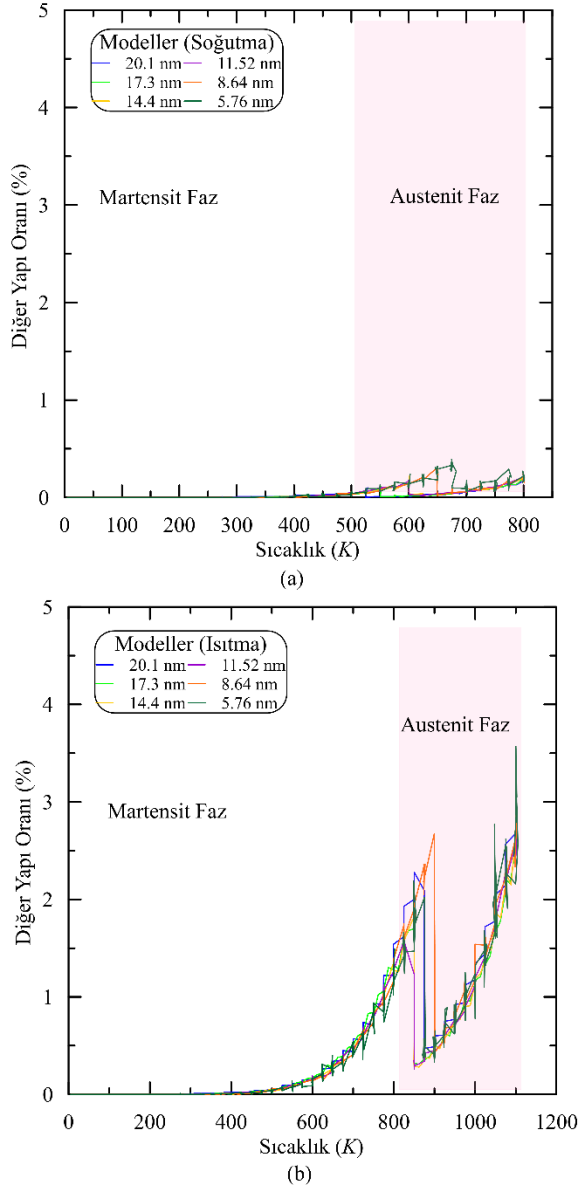 5
4
3
2
1
0
Diğer Yapı Oranı (%)
Modeller (Soğutma)
20.1 nm 11.52 nm
17.3 nm 8.64 nm
14.4 nm 5.76 nm
Martensit Faz
Austenit Faz
0 100 200 300 400 500 600 700 800
Sıcaklık (K)
(a)
5
4
3
2
1
0
Diğer Yapı Oranı (%)
Modeller (Isıtma)
20.1 nm 11.52 nm
17.3 nm 8.64 nm
14.4 nm 5.76 nm
Austenit Faz
Martensit Faz
0 200 400 600 800 1000 1200
Sıcaklık (K)
(b)